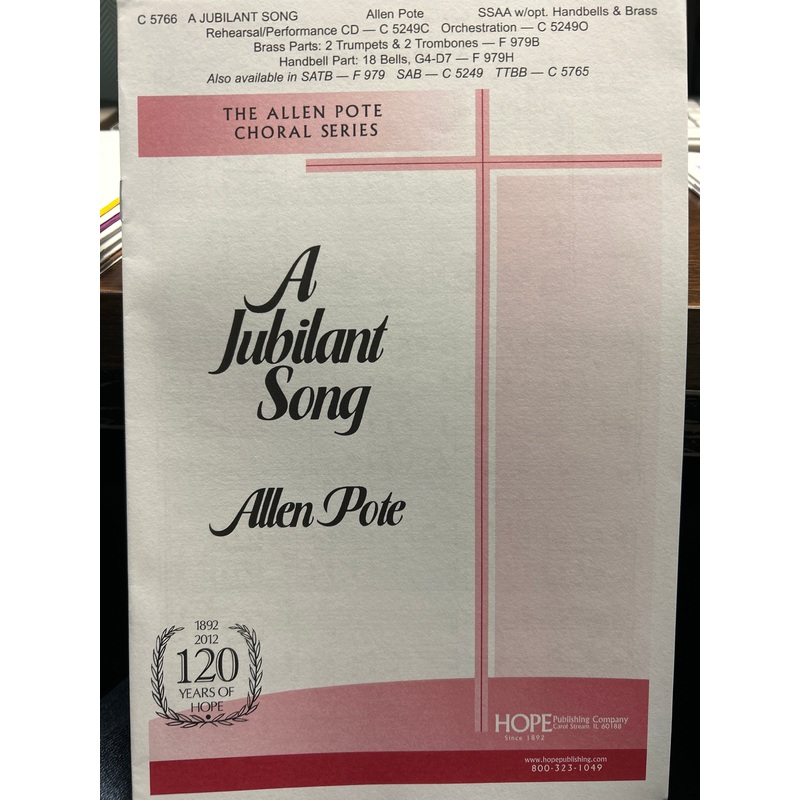 C 5766 A JUBILANT SONG Allen Pote SSAA w/opt. Handbells & Brass
Rehearsal/Performance CD — C 5249C Orchestration — C 5249O
Brass Parts: 2 Trumpets & 2 Trombones — F 979B
Handbell Part: 18 Bells, G4-D7 — F 979H
Also available in SATB — F 979 SAB — C 5249 TTBB — C 5765
THE ALLEN POTE
CHORAL SERIES
A
Jubilant
Song
Allen Pote
1892
2012
120
YEARS OF
HOPE
HOPE Publishing Company
Carol Stream IL 60188
Since 1892
www.hopepublishing.com
800-323-1049